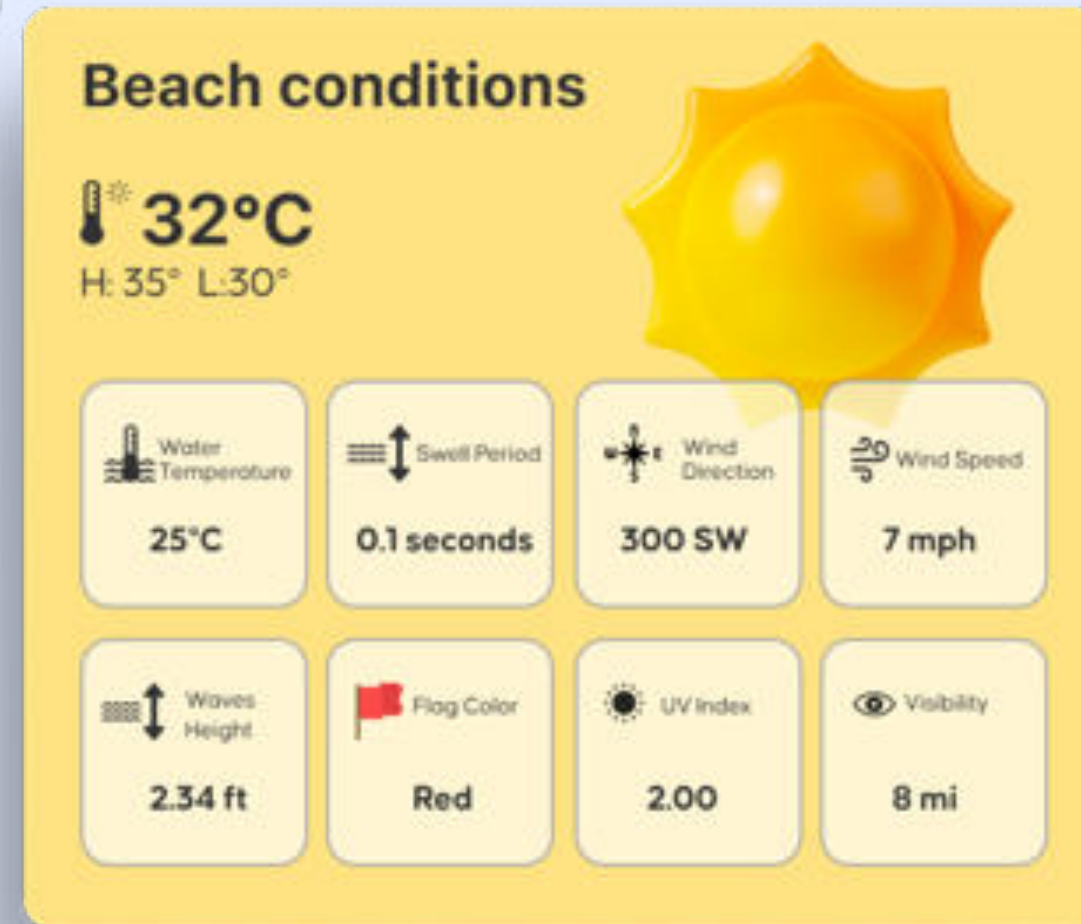 Beach conditions
32°C
H: 35° L:30°
Water
Temperature
25°C
Swell Period
0.1 seconds
N
W E
S
Wind
Direction
300 SW
Wind Speed
7 mph
Waves
Height
2.34 ft
Flag Color
Red
UV Index
2.00
Visibility
8 mi